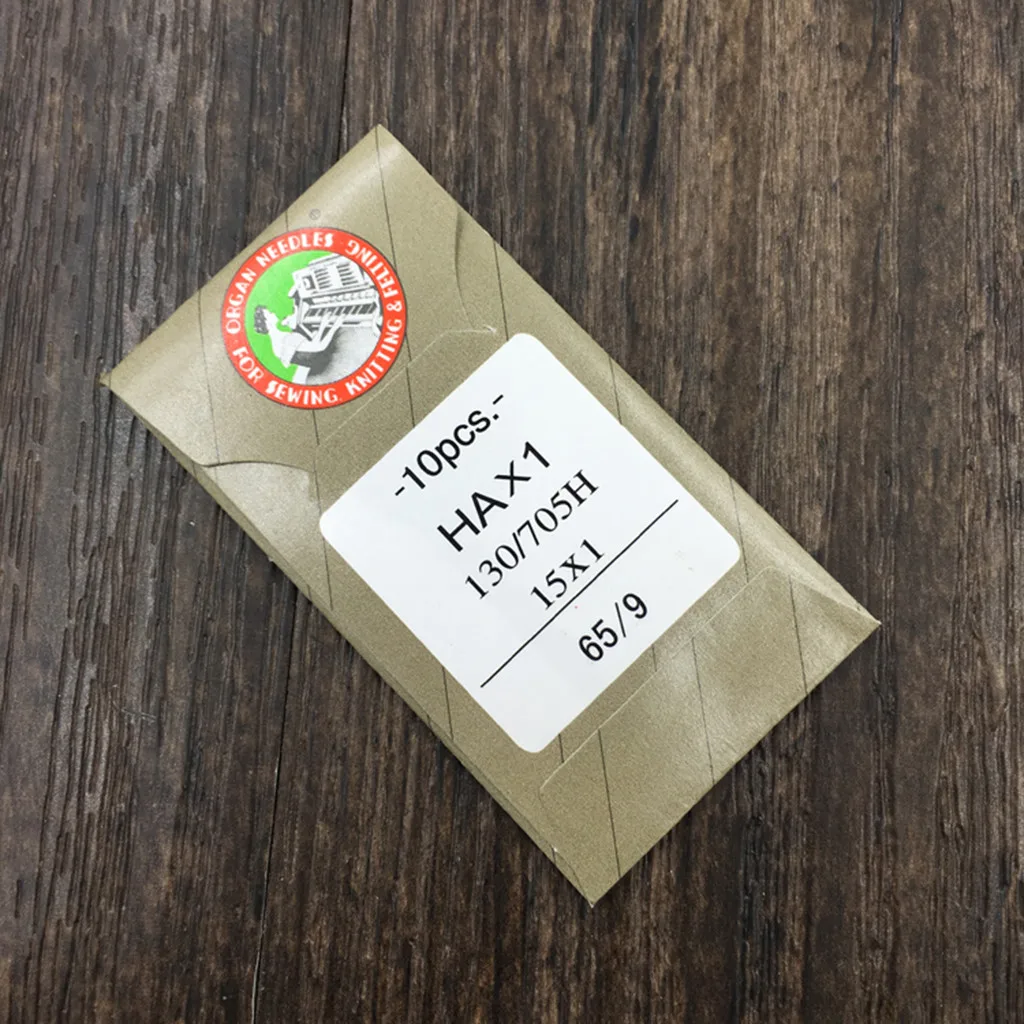 ®
ORGAN NEEDLES
FOR SEWING, KNITTING & FELTING
-10pcs.-
HA×1
130/705H
15X1
65/9